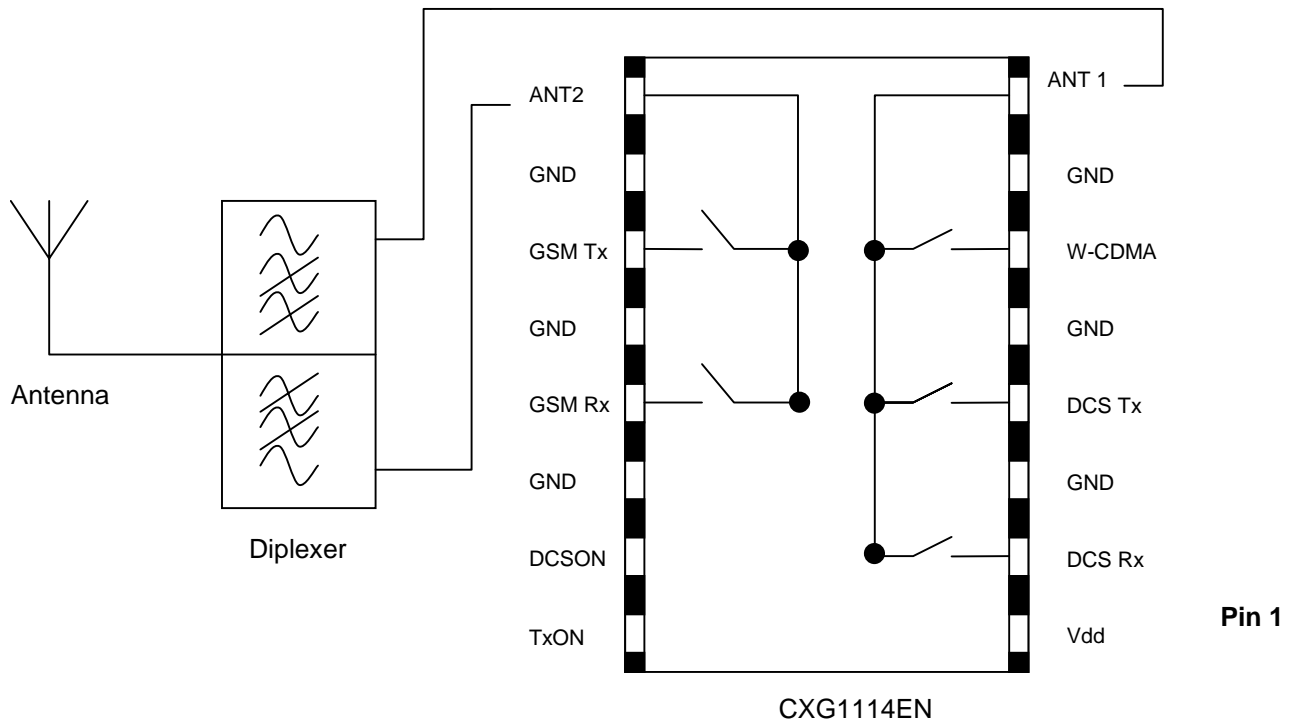 ANT2
GND
GSM Tx
GND
GSM Rx
GND
DCSON
TxON
ANT 1
GND
W-CDMA
GND
DCS Tx
GND
DCS Rx
Vdd
Antenna
Diplexer
Pin 1
CXG1114EN